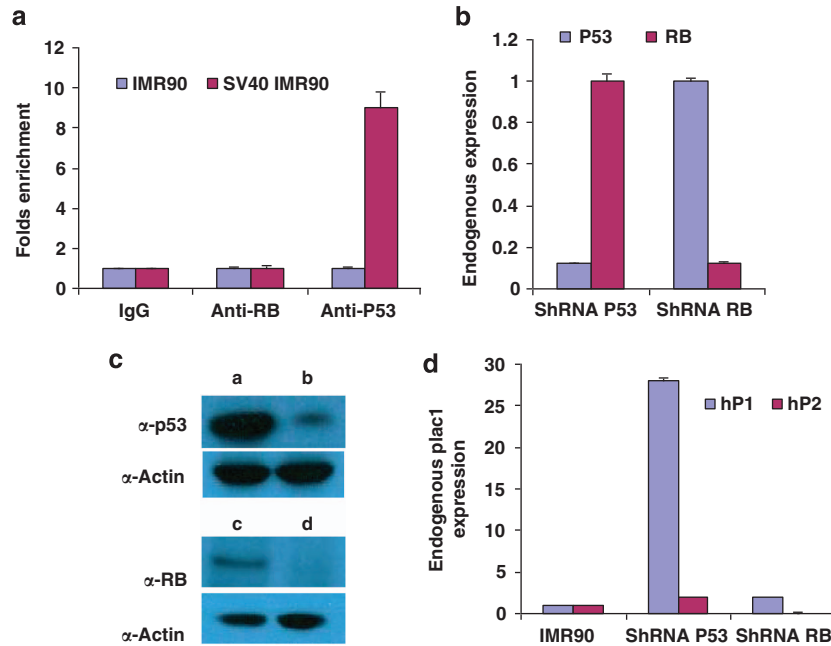 a
12
10
8
6
4
2
0
Folds enrichment
IMR90 SV40 IMR90
IgG Anti-RB Anti-P53
b
P53 RB
1.2
1
0.8
0.6
0.4
0.2
0
Endogenous expression
ShRNA P53 ShRNA RB
c
a b
α-p53
α-Actin
c d
α-RB
α-Actin
d
30
25
20
15
10
5
0
Endogenous plac1
expression
hP1 hP2
IMR90 ShRNA P53 ShRNA RB